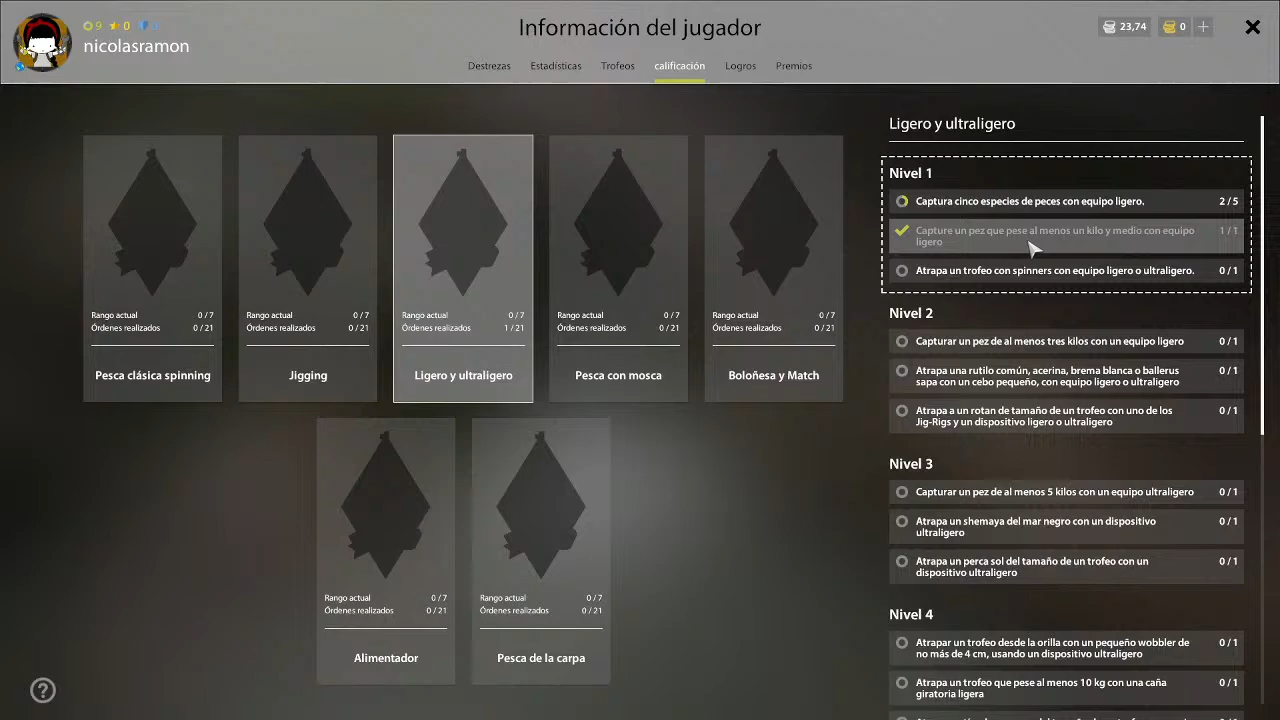 Información del jugador
9 0
nicolasramon
23,74 0
Destrezas Estadísticas Trofeos calificación Logros Premios
Rango actual 0 / 7
Órdenes realizados 0 / 21
Pesca clásica spinning
Rango actual 0 / 7
Órdenes realizados 0 / 21
Jigging
Rango actual 0 / 7
Órdenes realizados 1 / 21
Ligero y ultraligero
Rango actual 0 / 7
Órdenes realizados 0 / 21
Pesca con mosca
Rango actual 0 / 7
Órdenes realizados 0 / 21
Boloñesa y Match
Rango actual 0 / 7
Órdenes realizados 0 / 21
Alimentador
Rango actual 0 / 7
Órdenes realizados 0 / 21
Pesca de la carpa
Ligero y ultraligero
Nivel 1
Captura cinco especies de peces con equipo ligero. 2 / 5
Capture un pez que pese al menos un kilo y medio con equipo 1 / 1
ligero
Atrapa un trofeo con spinners con equipo ligero o ultraligero. 0 / 1
Nivel 2
Capturar un pez de al menos tres kilos con un equipo ligero 0 / 1
Atrapa una rutilo común, acerina, brema blanca o ballerus 0 / 1
sapa con un cebo pequeño, con equipo ligero o ultraligero
Atrapa a un rotan de tamaño de un trofeo con uno de los 0 / 1
Jig-Rigs y un dispositivo ligero o ultraligero
Nivel 3
Capturar un pez de al menos 5 kilos con un equipo ultraligero 0 / 1
Atrapa un shemaya del mar negro con un dispositivo 0 / 1
ultraligero
Atrapa un perca sol del tamaño de un trofeo con un 0 / 1
dispositivo ultraligero
Nivel 4
Atrapar un trofeo desde la orilla con un pequeño wobbler de 0 / 1
no más de 4 cm, usando un dispositivo ultraligero
Atrapa un trofeo que pese al menos 10 kg con una caña 0 / 1
giratoria ligera